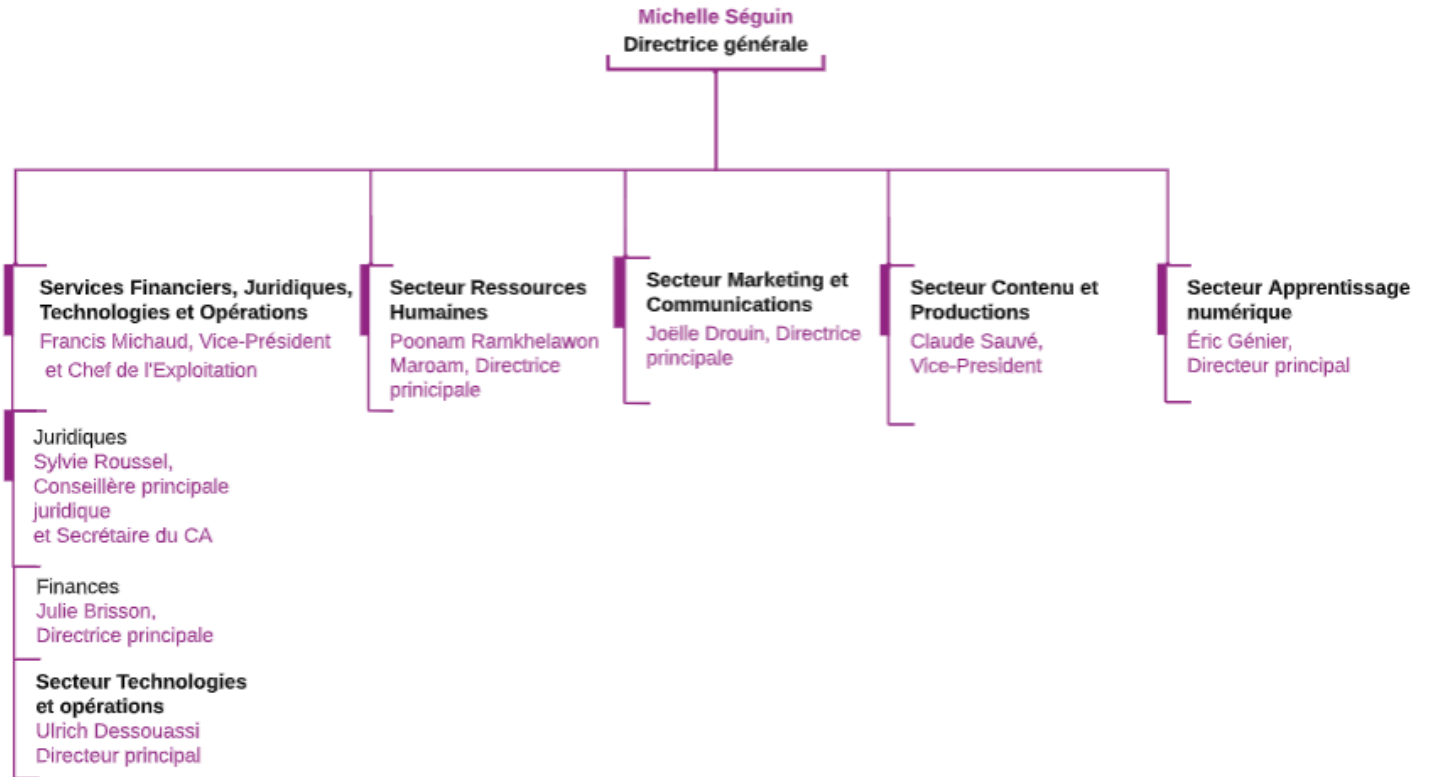 Michelle Séguin
Directrice générale
Services Financiers, Juridiques,
Technologies et Opérations
Francis Michaud, Vice-Président
et Chef de l'Exploitation
Juridiques
Sylvie Roussel,
Conseillère principale
juridique
et Secrétaire du CA
Finances
Julie Brisson,
Directrice principale
Secteur Technologies
et opérations
Ulrich Dessouassi
Directeur principal
Secteur Ressources
Humaines
Poonam Ramkhelawon
Maroam, Directrice
prinicipale
Secteur Marketing et
Communications
Joëlle Drouin, Directrice
principale
Secteur Contenu et
Productions
Claude Sauvé,
Vice-President
Secteur Apprentissage
numérique
Éric Génier,
Directeur principal